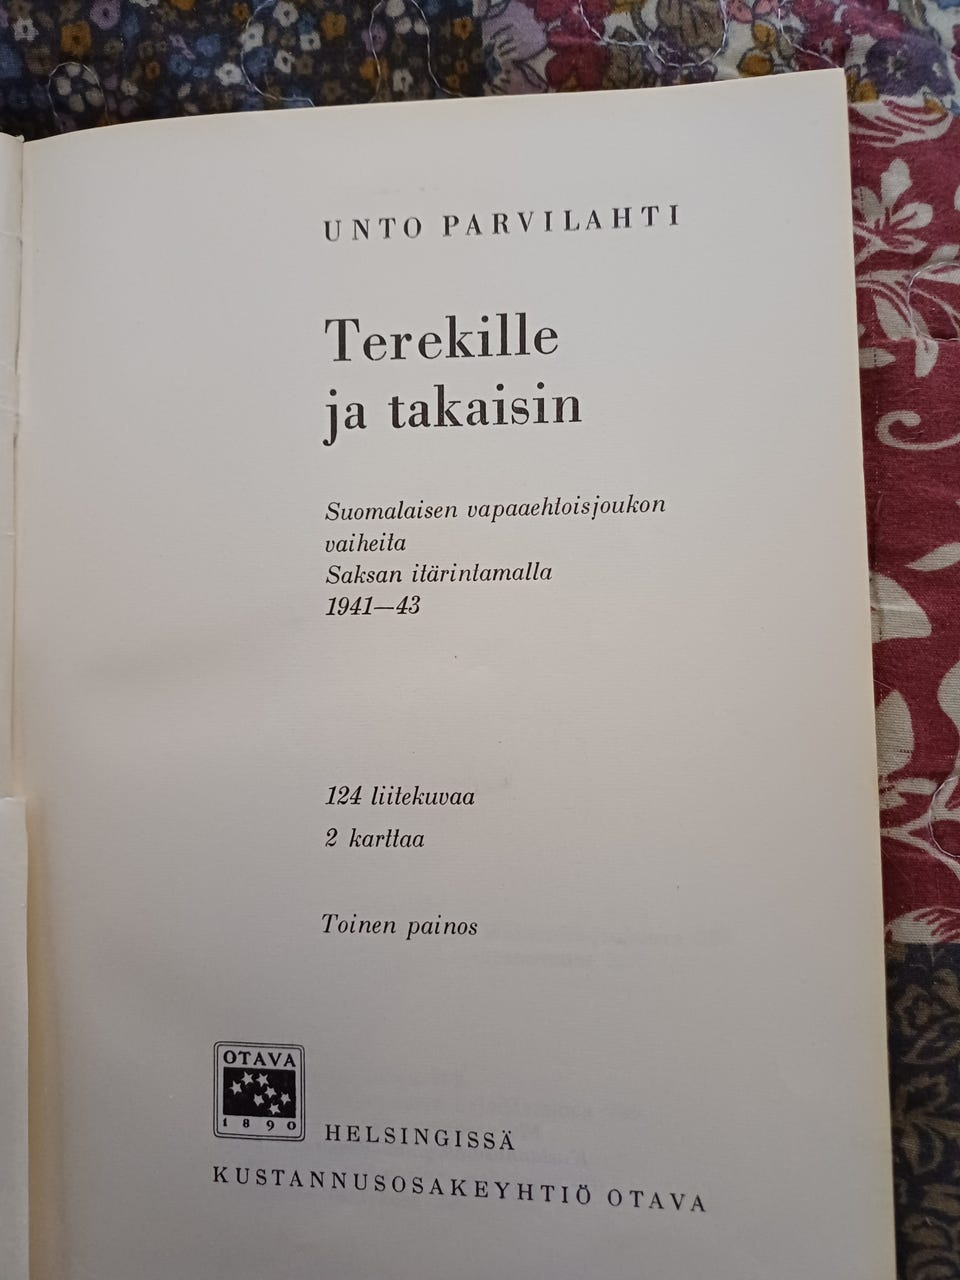 UNTO PARVILAHTI
Terekille
ja takaisin
Suomalaisen vapaaehtoisjoukon
vaiheita
Saksan itärintamalla
1941—43
124 liitekuvaa
2 karttaa
Toinen painos
OTAVA
1890
HELSINGISSÄ
KUSTANNUSOSAKEYHTIÖ OTAVA